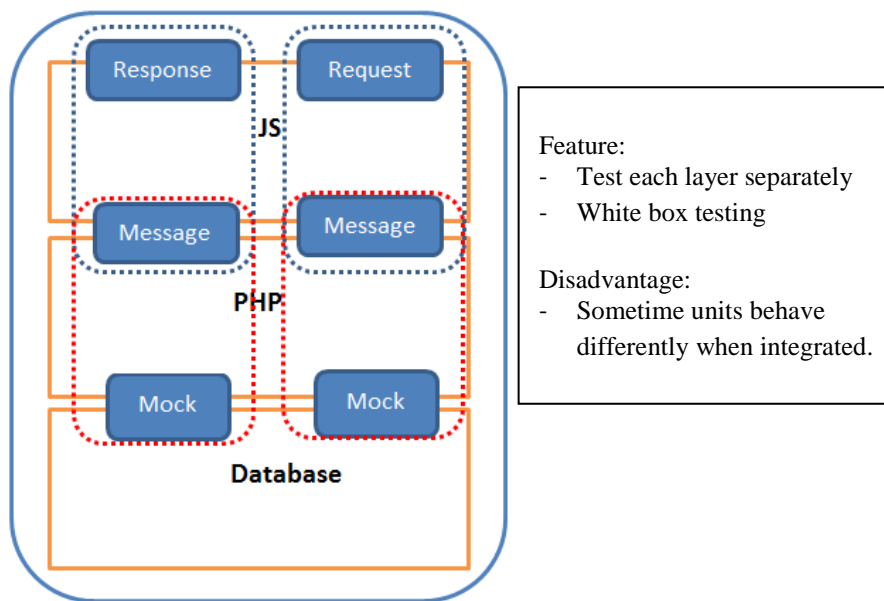 Response Request
JS
Message Message
PHP
Mock Mock
Database
Feature:
- Test each layer separately
- White box testing
Disadvantage:
- Sometime units behave
differently when integrated.